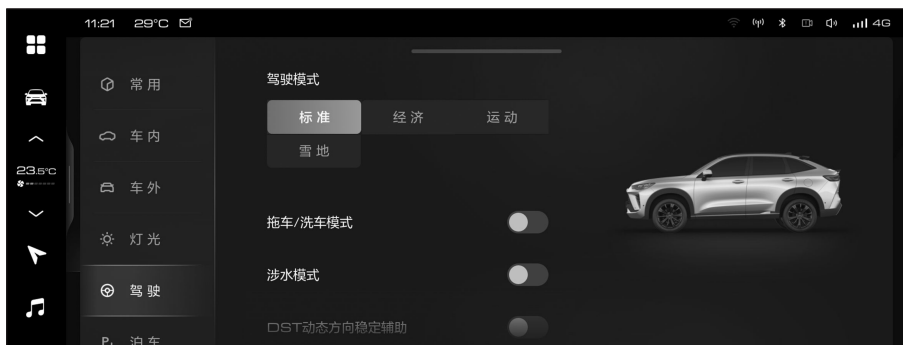 11:21 29°C 4G
常用
车内
23.5°C
车外
灯光
驾驶
P. 泊车
驾驶模式
标准 经济 运动
雪地
拖车/洗车模式
涉水模式
DST动态方向稳定辅助